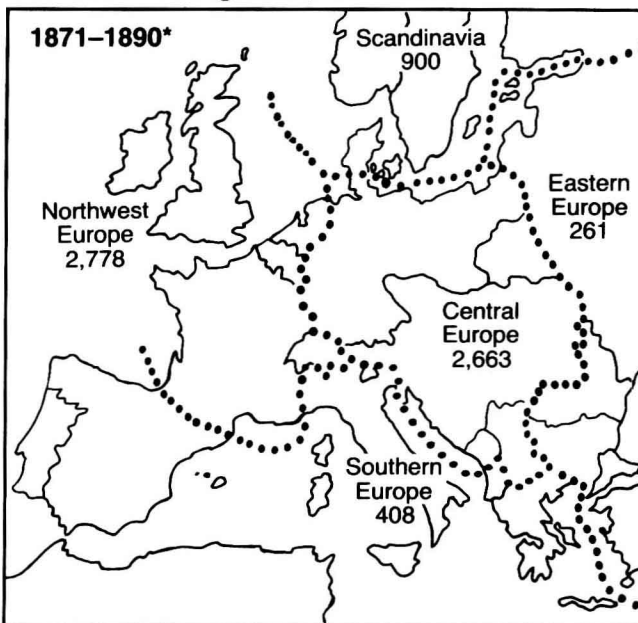 1871–1890*
Scandinavia
900
Northwest
Europe
2,778
Eastern
Europe
261
Central
Europe
2,663
Southern
Europe
408